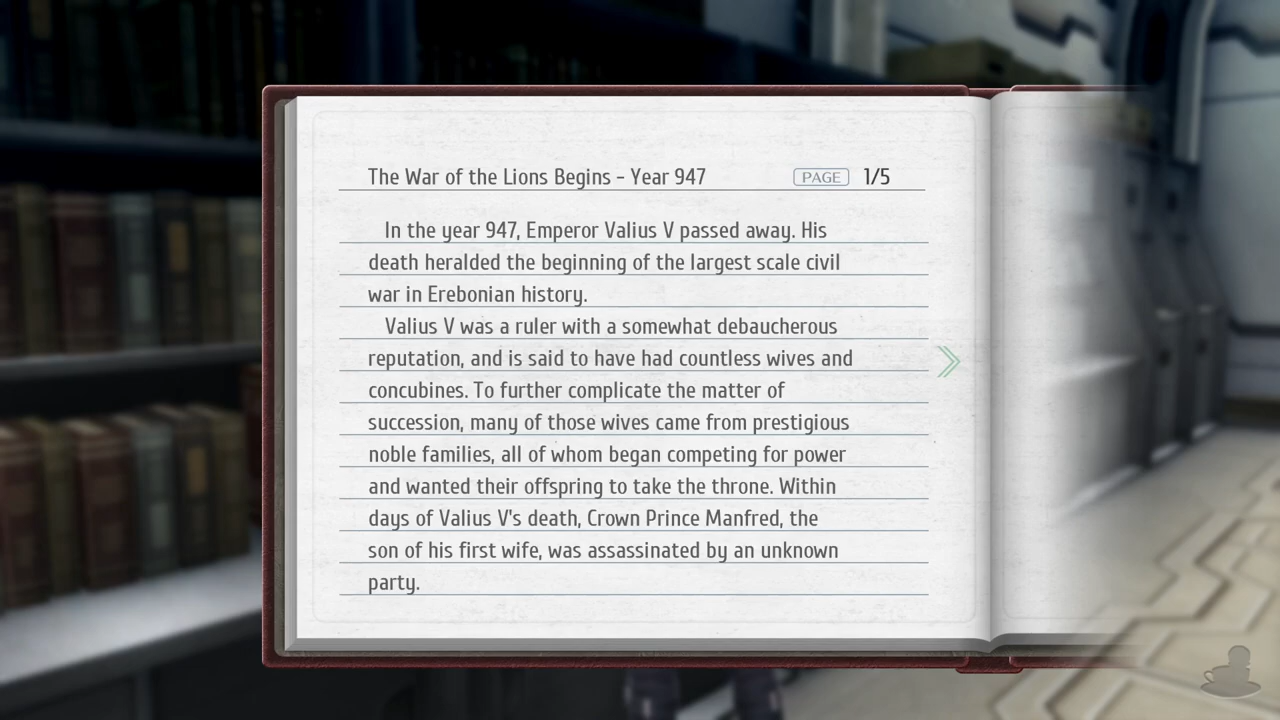 The War of the Lions Begins - Year 947
PAGE 1/5
In the year 947, Emperor Valius V passed away. His
death heralded the beginning of the largest scale civil
war in Erebonian history.
Valius V was a ruler with a somewhat debaucherous
reputation, and is said to have had countless wives and
concubines. To further complicate the matter of
succession, many of those wives came from prestigious
noble families, all of whom began competing for power
and wanted their offspring to take the throne. Within
days of Valius V's death, Crown Prince Manfred, the
son of his first wife, was assassinated by an unknown
party.